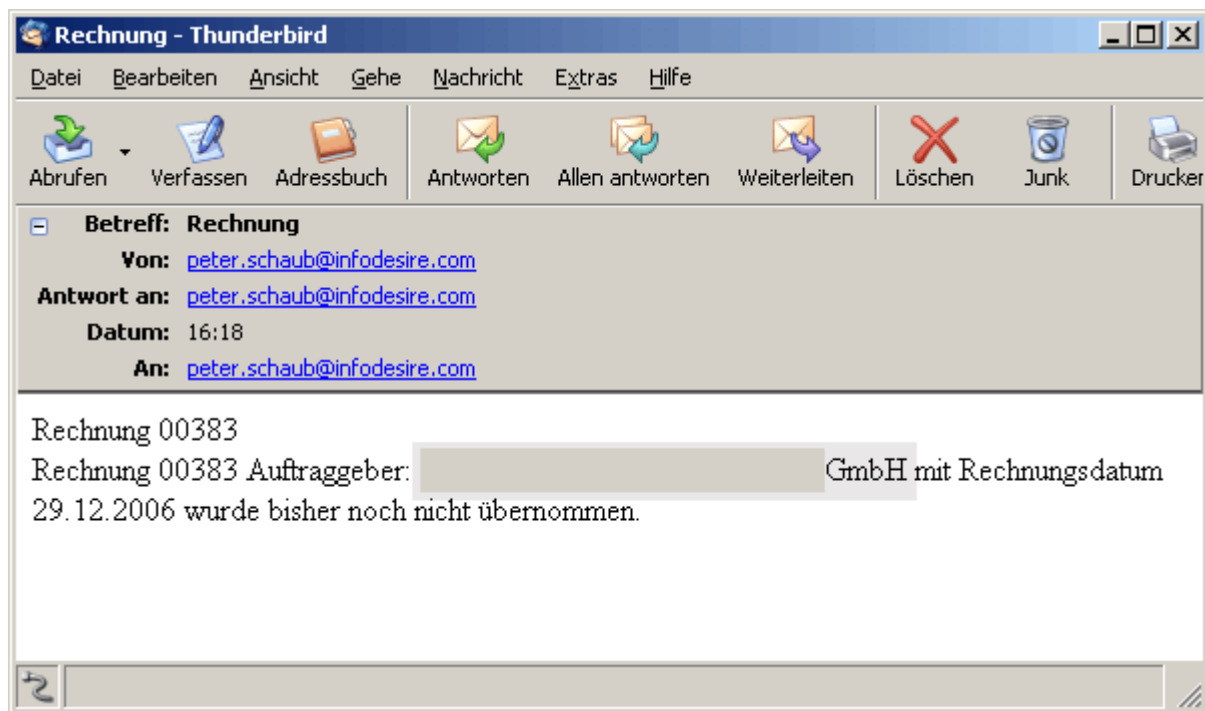 Rechnung - Thunderbird
Datei Bearbeiten Ansicht Gehe Nachricht Extras Hilfe
Abrufen Verfassen Adressbuch Antworten Allen antworten Weiterleiten Löschen Junk Drucken
Betreff: Rechnung
Von: peter.schaub@infodesire.com
Antwort an: peter.schaub@infodesire.com
Datum: 16:18
An: peter.schaub@infodesire.com
Rechnung 00383
Rechnung 00383 Auftraggeber: GmbH mit Rechnungsdatum
29.12.2006 wurde bisher noch nicht übernommen.